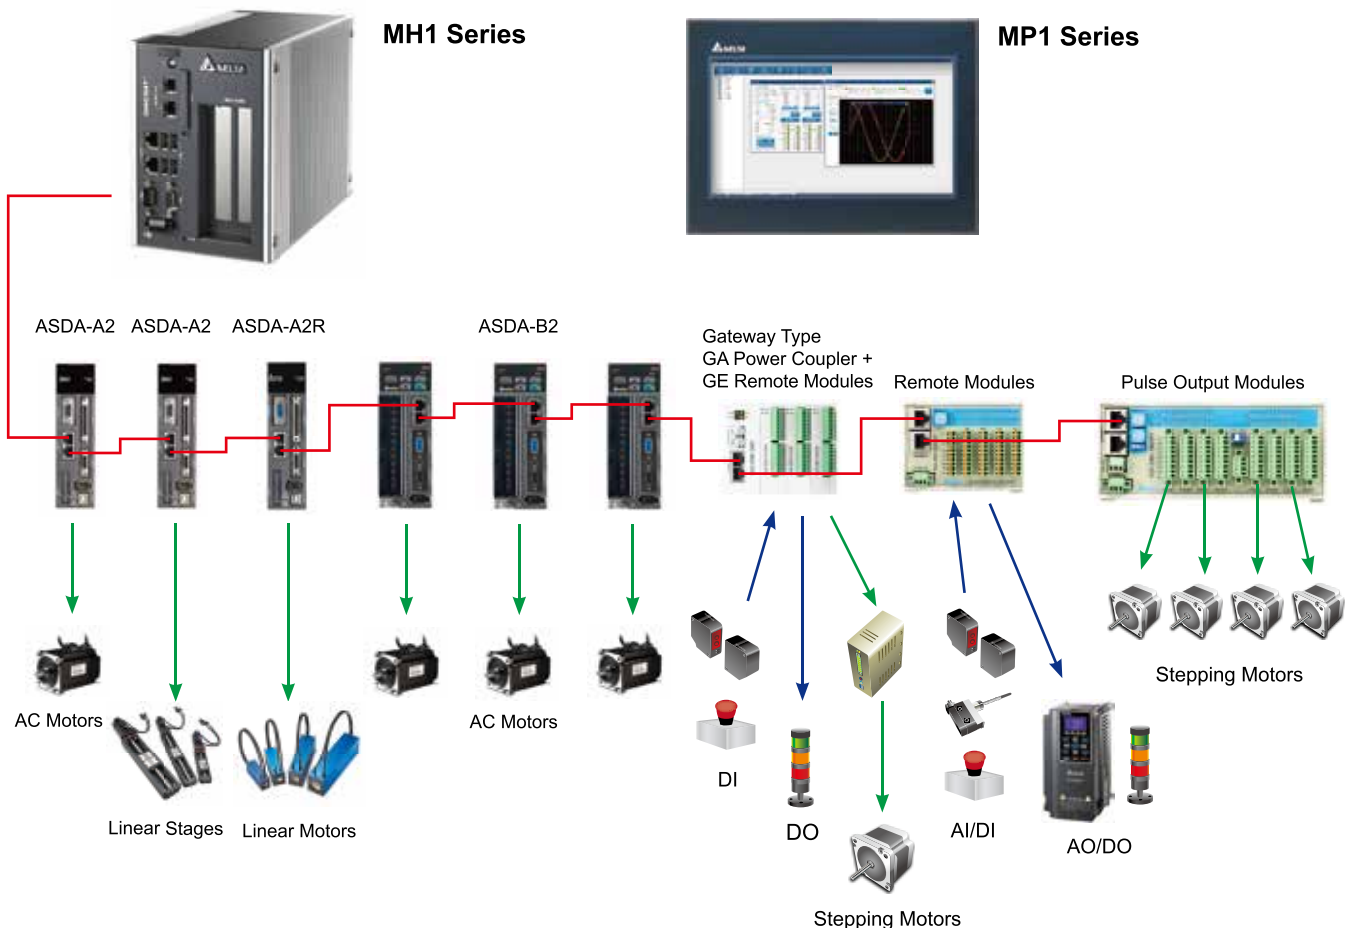 MH1 Series
MP1 Series
DELTA
DELTA
ASDA-A2
ASDA-A2
ASDA-A2R
ASDA-B2
Gateway Type
GA Power Coupler +
GE Remote Modules
Remote Modules
Pulse Output Modules
AC Motors
Linear Stages
Linear Motors
AC Motors
DI
DO
Stepping Motors
AI/DI
AO/DO
Stepping Motors